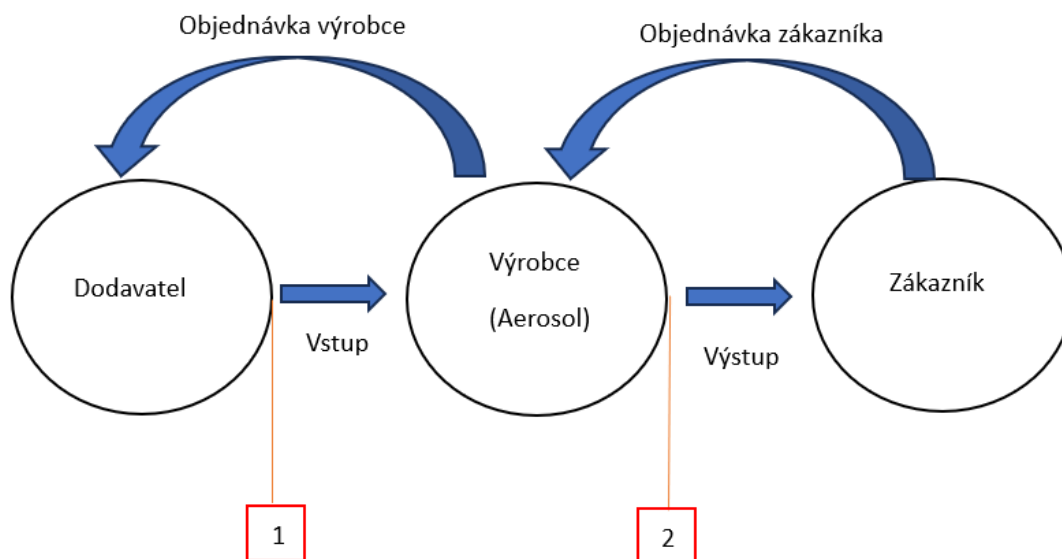 Objednávka výrobce
Objednávka zákazníka
Dodavatel
Vstup
Výrobce
(Aerosol)
Výstup
Zákazník
1
2